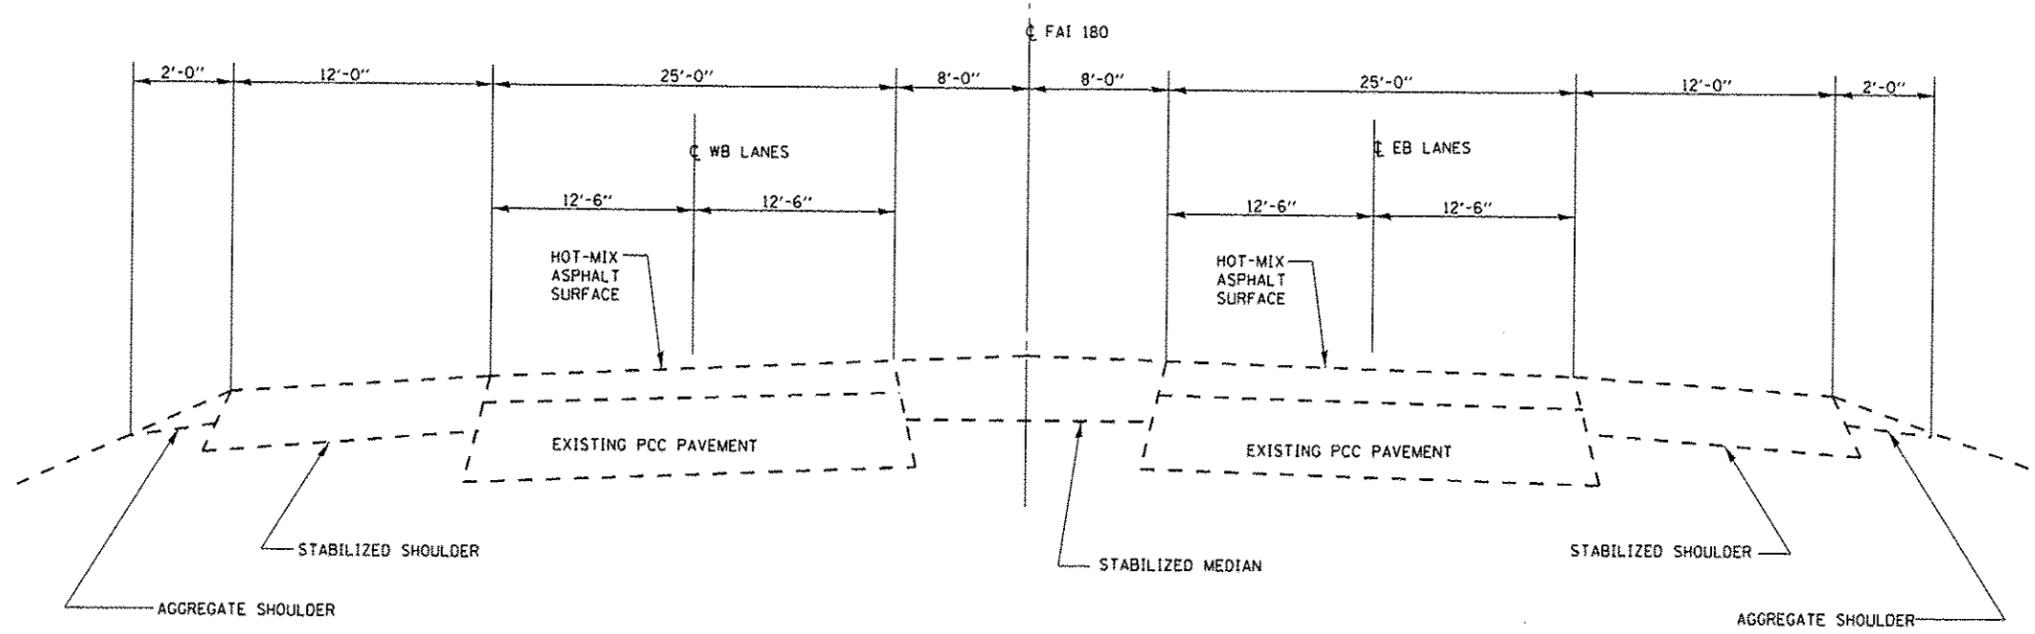 ℄ FAI 180
2'-0"
12'-0"
25'-0"
8'-0"
8'-0"
25'-0"
12'-0"
2'-0"
℄ WB LANES
℄ EB LANES
12'-6"
12'-6"
12'-6"
12'-6"
HOT-MIX
ASPHALT
SURFACE
HOT-MIX
ASPHALT
SURFACE
EXISTING PCC PAVEMENT
EXISTING PCC PAVEMENT
STABILIZED SHOULDER
STABILIZED MEDIAN
STABILIZED SHOULDER
AGGREGATE SHOULDER
AGGREGATE SHOULDER